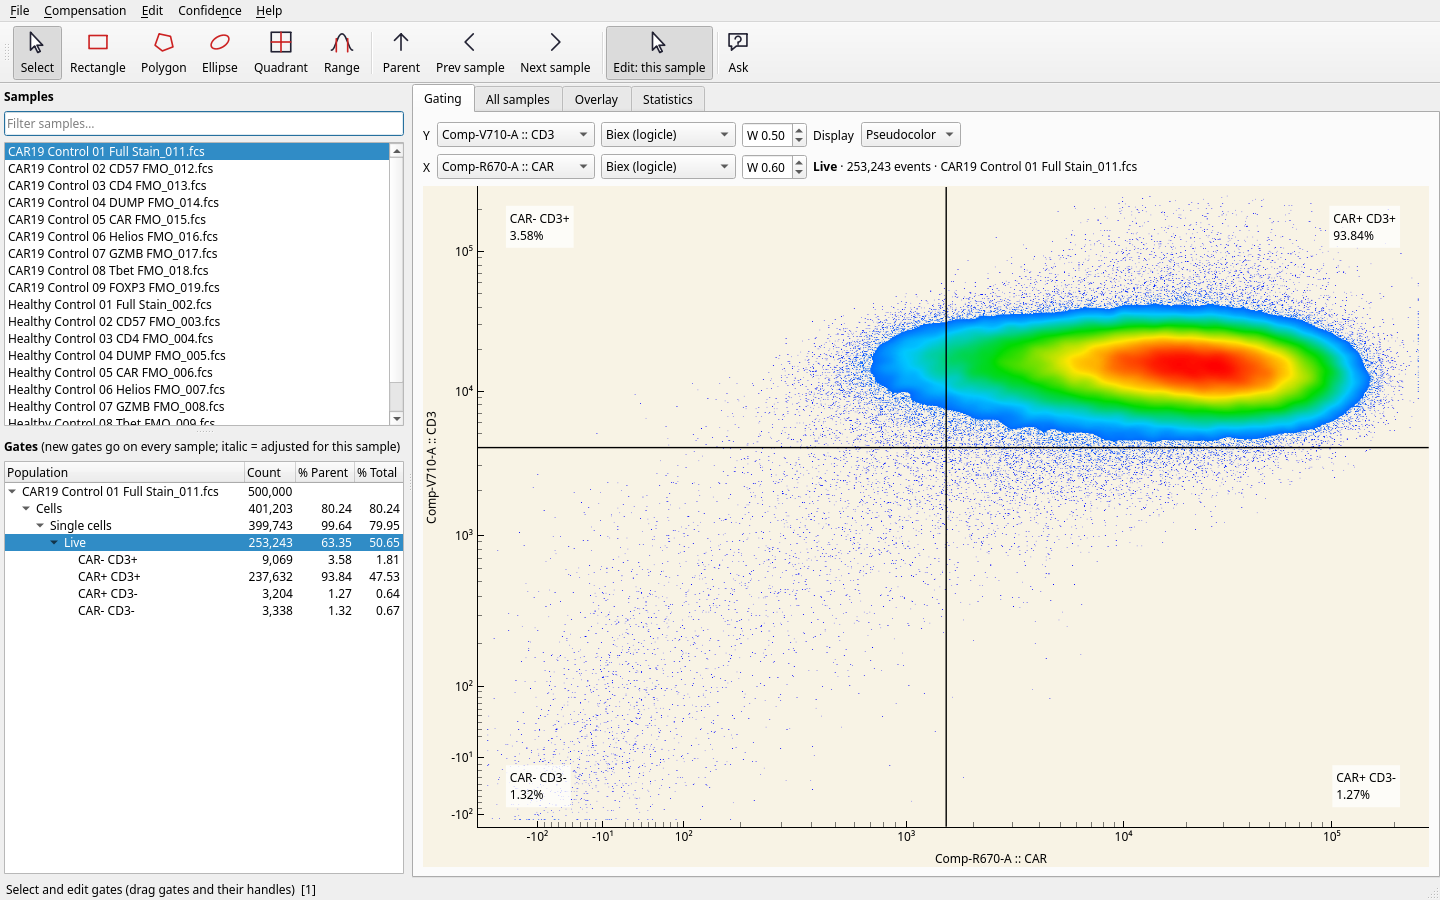 File Compensation Edit Confidence Help
Select Rectangle Polygon Ellipse Quadrant Range Parent Prev sample Next sample Edit: this sample Ask
Samples
Filter samples...
CAR19 Control 01 Full Stain_011.fcs
CAR19 Control 02 CD57 FMO_012.fcs
CAR19 Control 03 CD4 FMO_013.fcs
CAR19 Control 04 DUMP FMO_014.fcs
CAR19 Control 05 CAR FMO_015.fcs
CAR19 Control 06 Helios FMO_016.fcs
CAR19 Control 07 GZMB FMO_017.fcs
CAR19 Control 08 Tbet FMO_018.fcs
CAR19 Control 09 FOXP3 FMO_019.fcs
Healthy Control 01 Full Stain_002.fcs
Healthy Control 02 CD57 FMO_003.fcs
Healthy Control 03 CD4 FMO_004.fcs
Healthy Control 04 DUMP FMO_005.fcs
Healthy Control 05 CAR FMO_006.fcs
Healthy Control 06 Helios FMO_007.fcs
Healthy Control 07 GZMB FMO_008.fcs
Healthy Control 08 Tbet FMO_009.fcs
Gates (new gates go on every sample; italic = adjusted for this sample)
Population Count % Parent % Total
CAR19 Control 01 Full Stain_011.fcs 500,000
Cells 401,203 80.24 80.24
Single cells 399,743 99.64 79.95
Live 253,243 63.35 50.65
CAR- CD3+ 9,069 3.58 1.81
CAR+ CD3+ 237,632 93.84 47.53
CAR+ CD3- 3,204 1.27 0.64
CAR- CD3- 3,338 1.32 0.67
Gating All samples Overlay Statistics
Y Comp-V710-A :: CD3 Biex (logicle) W 0.50 Display Pseudocolor
X Comp-R670-A :: CAR Biex (logicle) W 0.60 Live · 253,243 events · CAR19 Control 01 Full Stain_011.fcs
CAR- CD3+
3.58%
CAR+ CD3+
93.84%
10⁵
10⁴
10³
10²
-10¹
-10²
Comp-V710-A :: CD3
CAR- CD3-
1.32%
CAR+ CD3-
1.27%
-10² -10¹ 10² 10³ 10⁴ 10⁵
Comp-R670-A :: CAR
Select and edit gates (drag gates and their handles) [1]